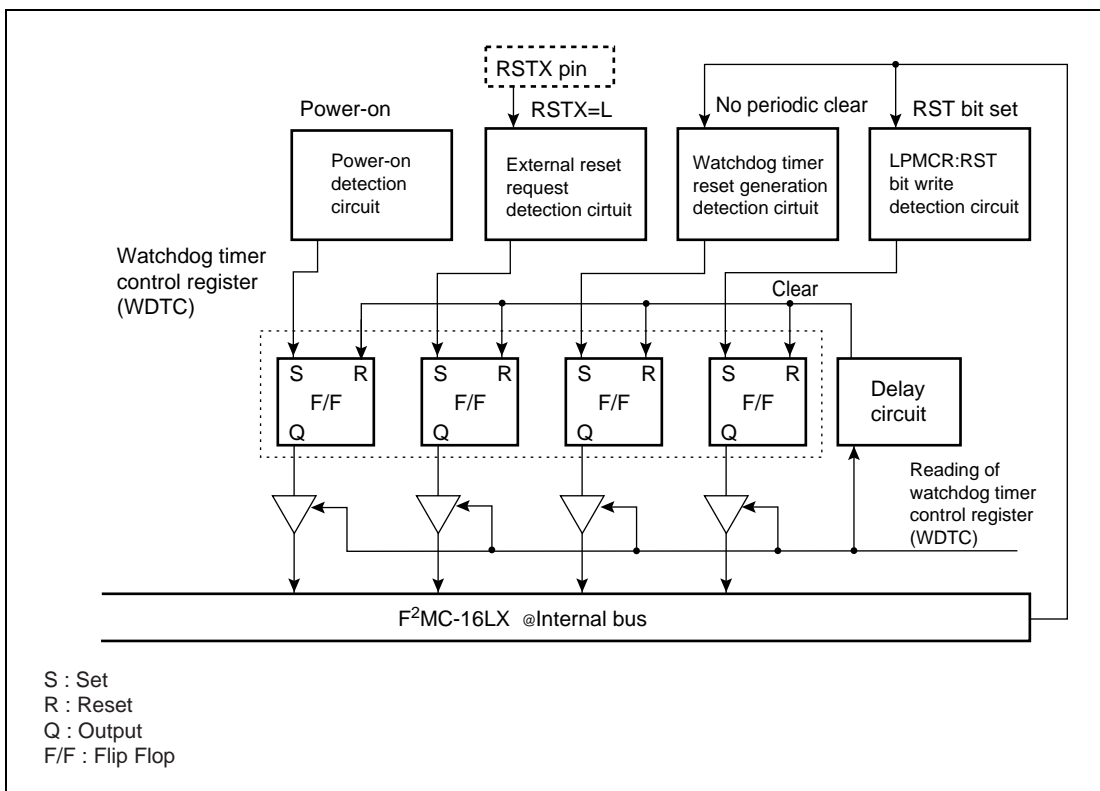 RSTX pin
Power-on
RSTX=L
No periodic clear
RST bit set
Power-on
detection
circuit
External reset
request
detection cirtuit
Watchdog timer
reset generation
detection cirtuit
LPMCR:RST
bit write
detection circuit
Watchdog timer
control register
(WDTC)
Clear
S R
F/F
Q
S R
F/F
Q
S R
F/F
Q
S R
F/F
Q
Delay
circuit
Reading of
watchdog timer
control register
(WDTC)
F²MC-16LX @Internal bus
S : Set
R : Reset
Q : Output
F/F : Flip Flop